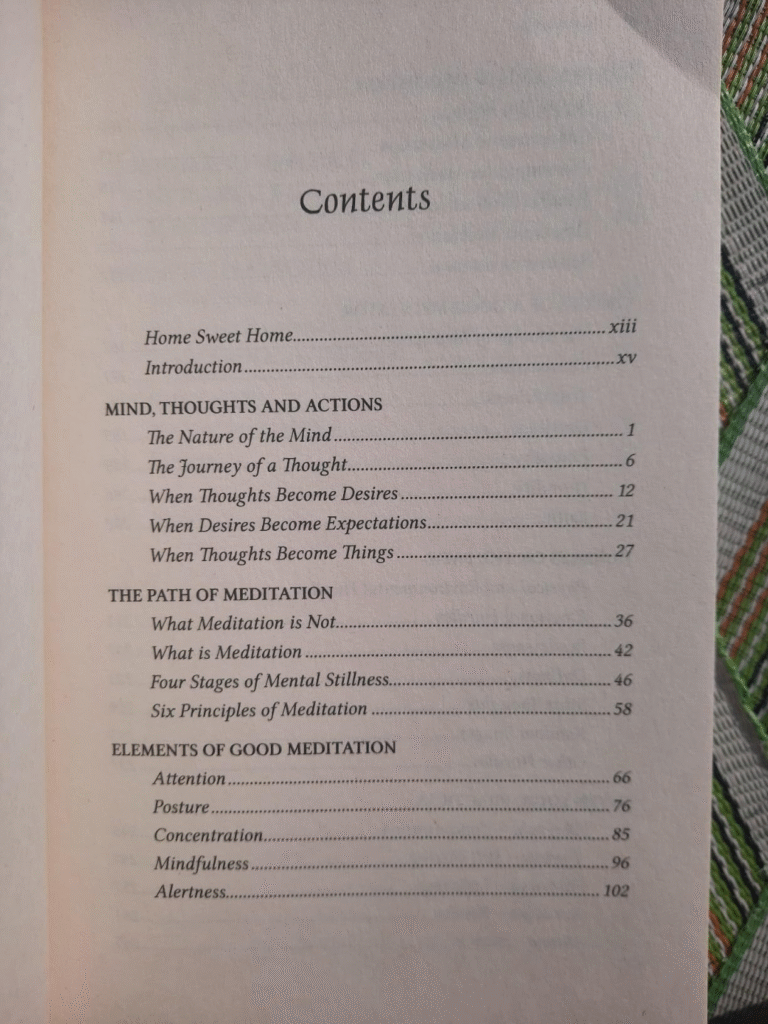 Contents
Home Sweet Home.......................................................xiii
Introduction................................................................xv
MIND, THOUGHTS AND ACTIONS
The Nature of the Mind..................................................1
The Journey of a Thought................................................6
When Thoughts Become Desires.....................................12
When Desires Become Expectations................................21
When Thoughts Become Things......................................27
THE PATH OF MEDITATION
What Meditation is Not..................................................36
What is Meditation.......................................................42
Four Stages of Mental Stillness........................................46
Six Principles of Meditation............................................58
ELEMENTS OF GOOD MEDITATION
Attention....................................................................66
Posture.......................................................................76
Concentration..............................................................85
Mindfulness.................................................................96
Alertness...................................................................102